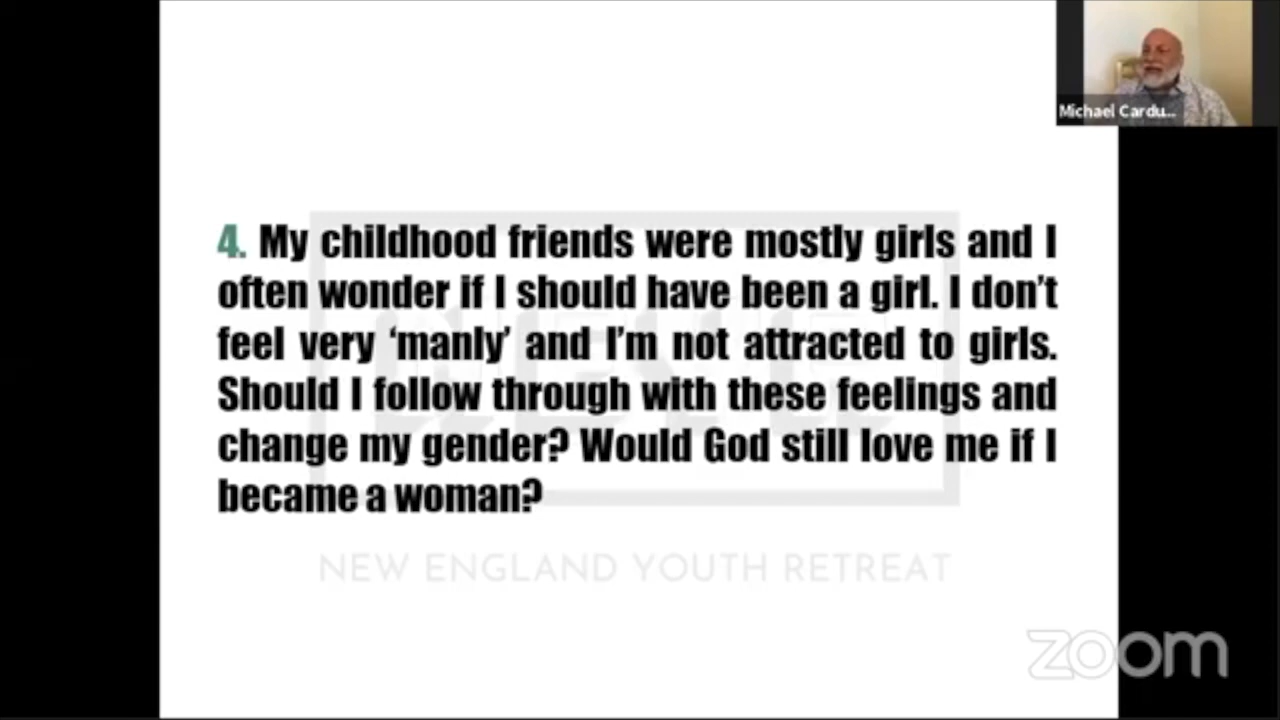 Michael Cardu...
4. My childhood friends were mostly girls and I
often wonder if I should have been a girl. I don't
feel very ‘manly’ and I’m not attracted to girls.
Should I follow through with these feelings and
change my gender? Would God still love me if I
became a woman?
NEW ENGLAND YOUTH RETREAT
zoom